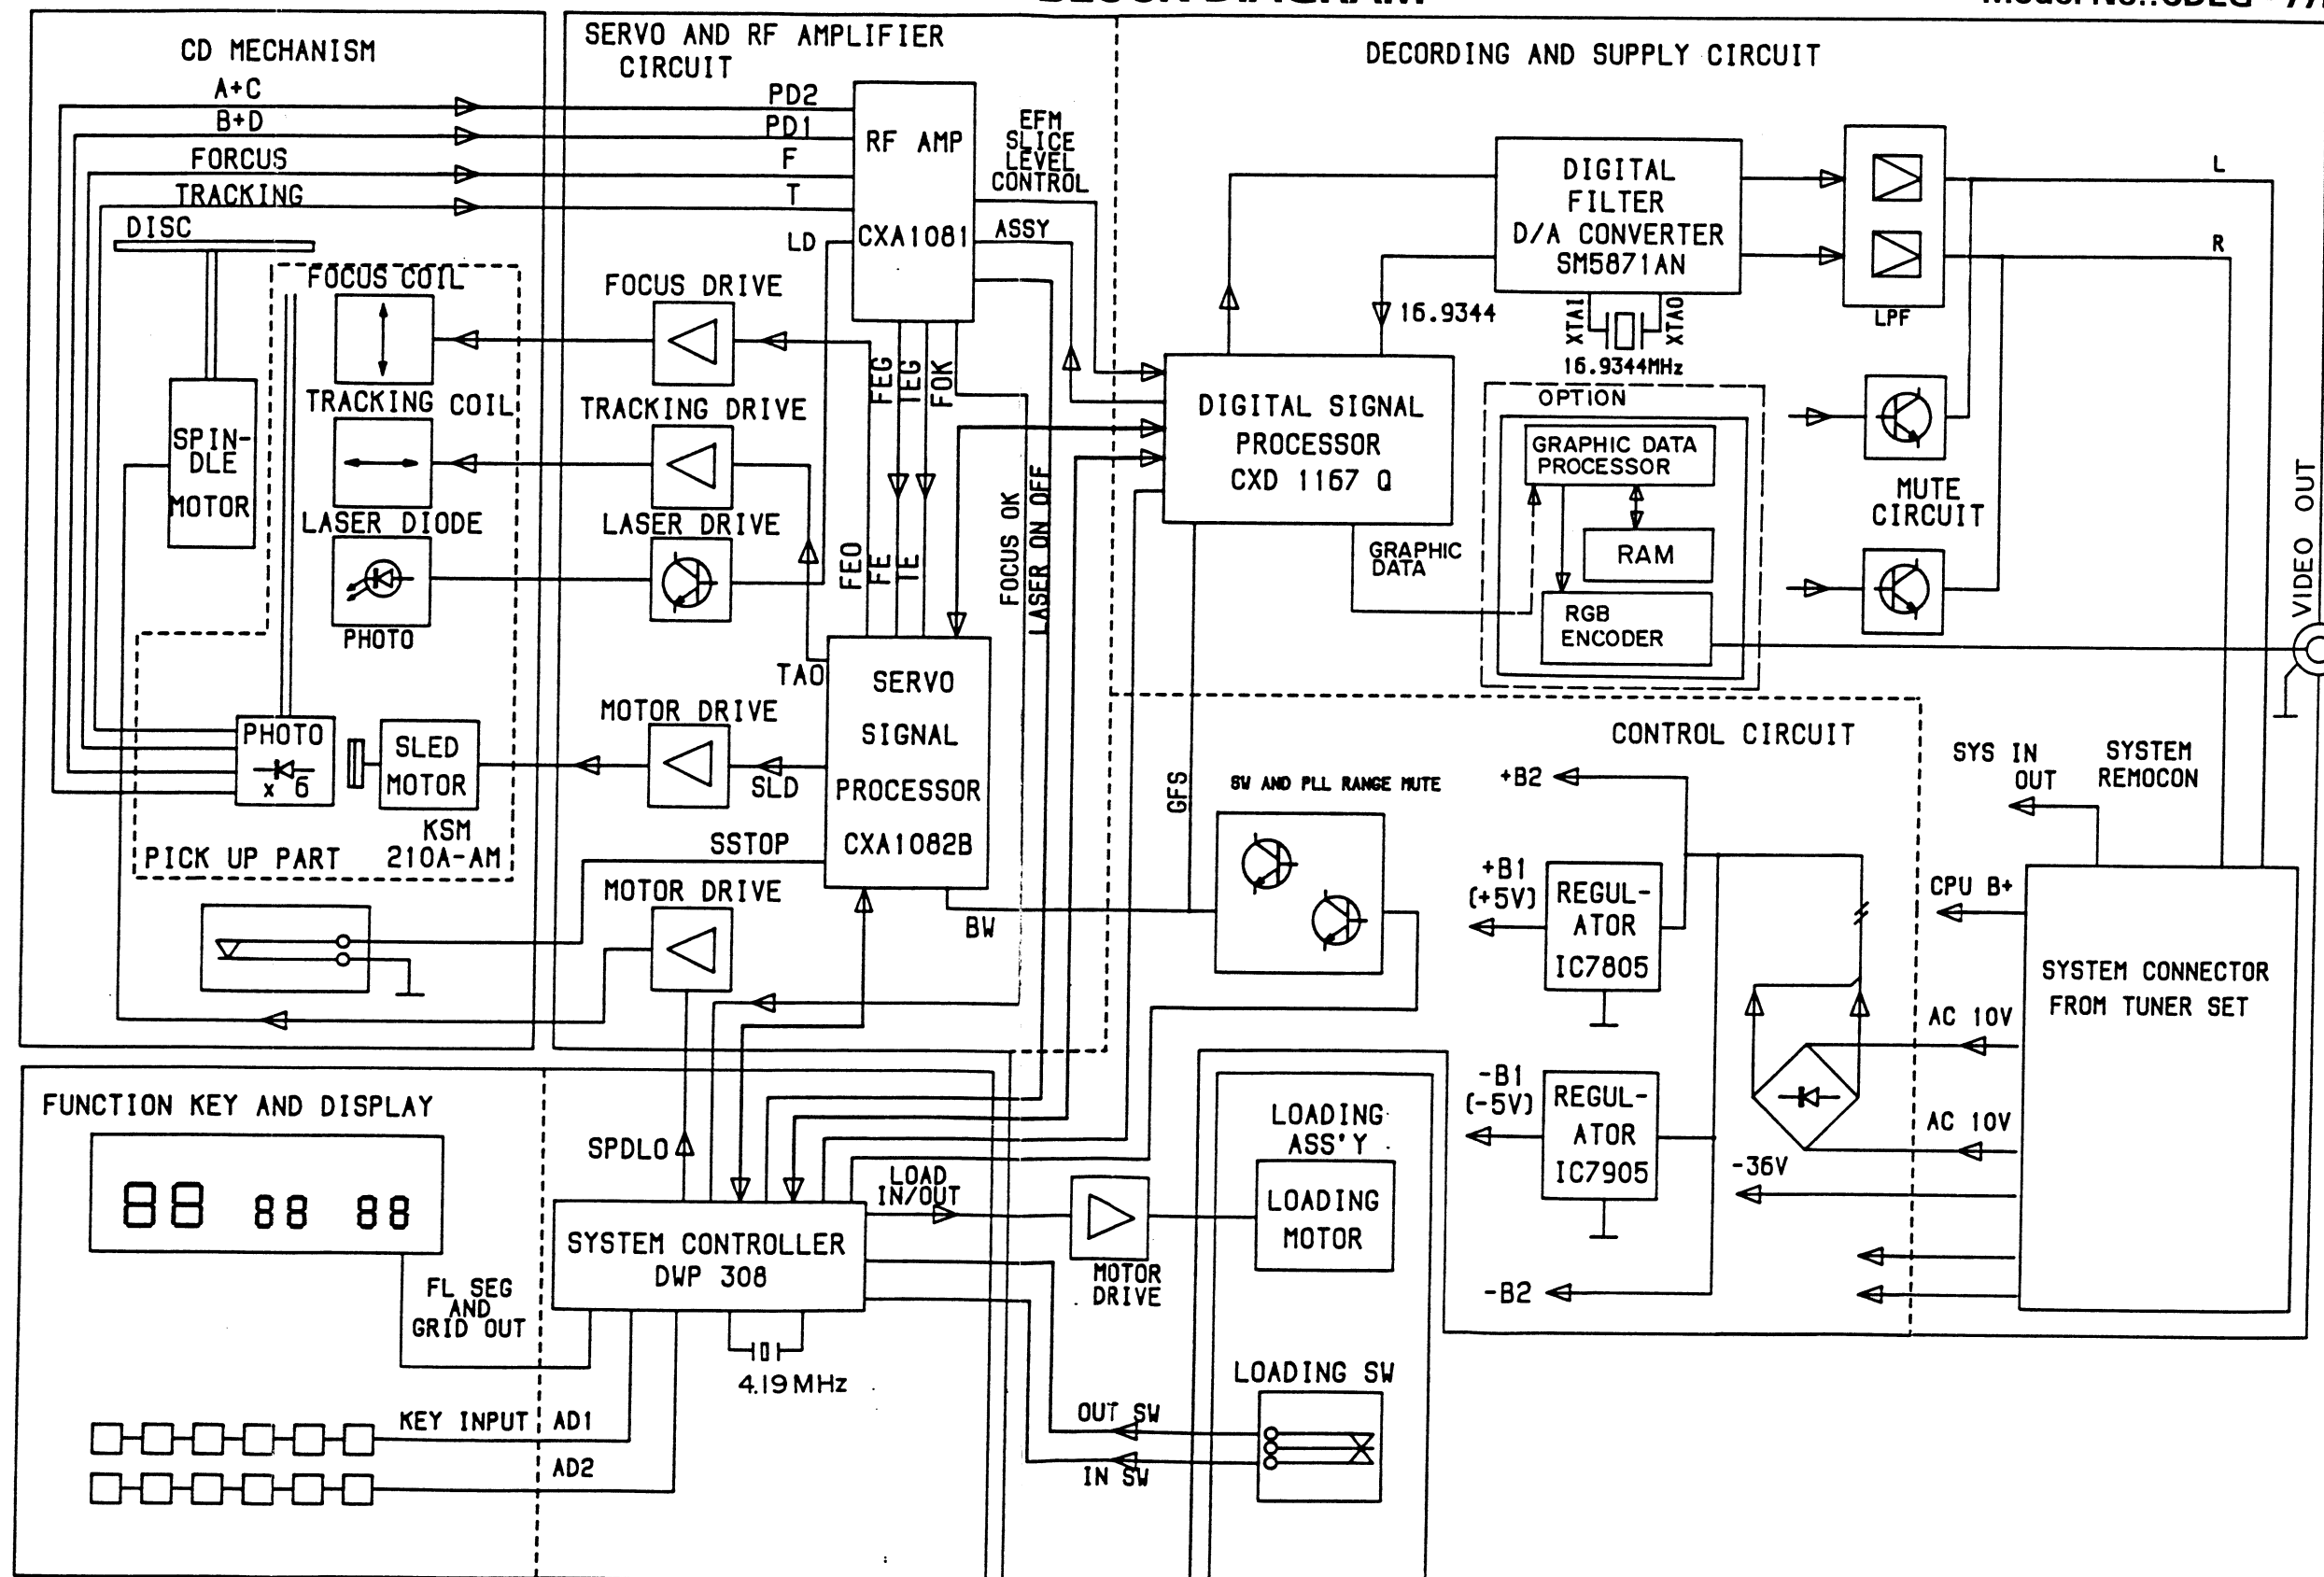 BLOCK DIAGRAM
CD MECHANISM
A+C
B+D
FORCUS
TRACKING
DISC
FOCUS COIL
TRACKING COIL
SPIN-
DLE
MOTOR
LASER DIODE
PHOTO
PHOTO
x 6
SLED
MOTOR
KSM
210A-AM
PICK UP PART
SERVO AND RF AMPLIFIER
CIRCUIT
PD2
PD1
F
T
LD
RF AMP
CXA1081
EFM
SLICE
LEVEL
CONTROL
ASSY
FOCUS DRIVE
TRACKING DRIVE
LASER DRIVE
FEG
TEG
FOK
FEO
FE
TE
FOCUS OK
LASER ON OFF
TAO
SERVO
SIGNAL
PROCESSOR
CXA1082B
MOTOR DRIVE
SLD
SSTOP
MOTOR DRIVE
BW
DECORDING AND SUPPLY CIRCUIT
DIGITAL
FILTER
D/A CONVERTER
SM5871AN
XTAI
XTAO
16.9344MHz
16.9344
LPF
L
R
DIGITAL SIGNAL
PROCESSOR
CXD 1167 Q
GRAPHIC
DATA
OPTION
GRAPHIC DATA
PROCESSOR
RAM
RGB
ENCODER
MUTE
CIRCUIT
VIDEO OUT
GFS
SW AND PLL RANGE MUTE
CONTROL CIRCUIT
+B2
+B1
(+5V)
REGUL-
ATOR
IC7805
-B1
(-5V)
REGUL-
ATOR
IC7905
-B2
-36V
SYS IN
OUT
SYSTEM
REMOCON
CPU B+
AC 10V
AC 10V
SYSTEM CONNECTOR
FROM TUNER SET
FUNCTION KEY AND DISPLAY
88 88 88
FL SEG
AND
GRID OUT
KEY INPUT
AD1
AD2
SPDLO
SYSTEM CONTROLLER
DWP 308
4.19MHz
LOAD
IN/OUT
MOTOR
DRIVE
LOADING
ASS'Y
LOADING
MOTOR
LOADING SW
OUT SW
IN SW